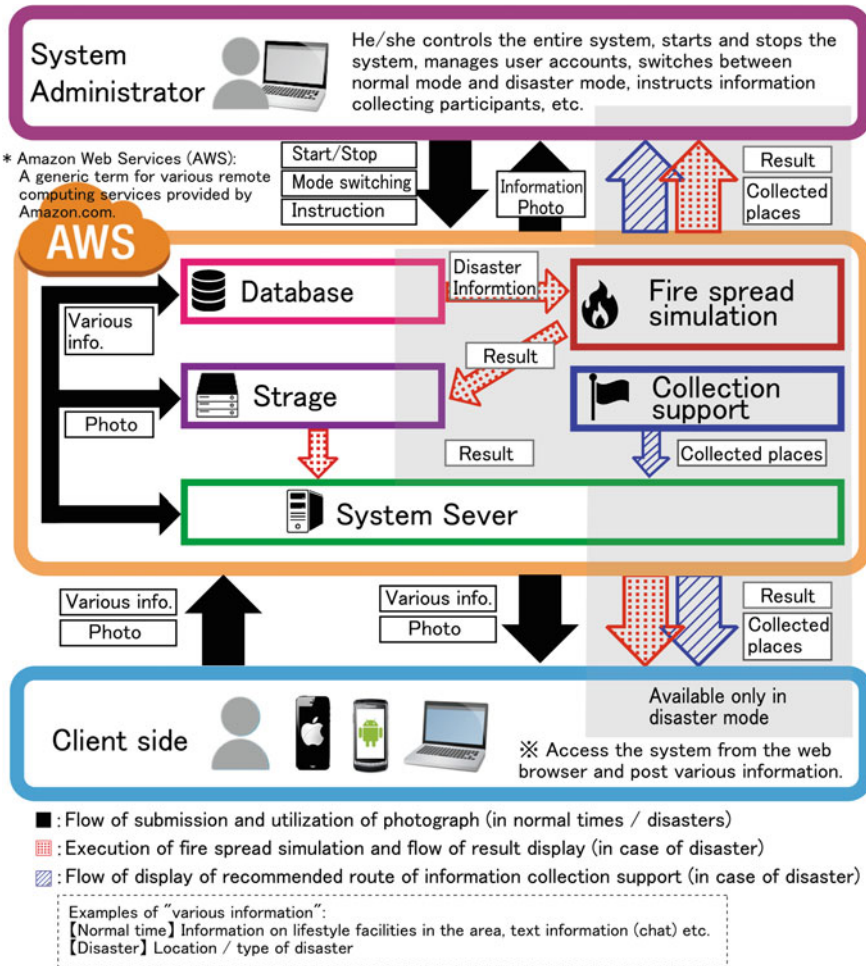 System
Administrator
He/she controls the entire system, starts and stops the
system, manages user accounts, switches between
normal mode and disaster mode, instructs information
collecting participants, etc.
* Amazon Web Services (AWS):
A generic term for various remote
computing services provided by
Amazon.com.
Start/Stop
Mode switching
Instruction
Information
Photo
Result
Collected
places
AWS
Database
Disaster
Informtion
Fire spread
simulation
Various
info.
Result
Strage
Collection
support
Photo
Result
Collected places
System Sever
Various info.
Photo
Various info.
Photo
Result
Collected
places
Available only in
disaster mode
Client side
※ Access the system from the web
browser and post various information.
■ : Flow of submission and utilization of photograph (in normal times / disasters)
: Execution of fire spread simulation and flow of result display (in case of disaster)
: Flow of display of recommended route of information collection support (in case of disaster)
Examples of "various information":
【Normal time】 Information on lifestyle facilities in the area, text information (chat) etc.
【Disaster】 Location / type of disaster